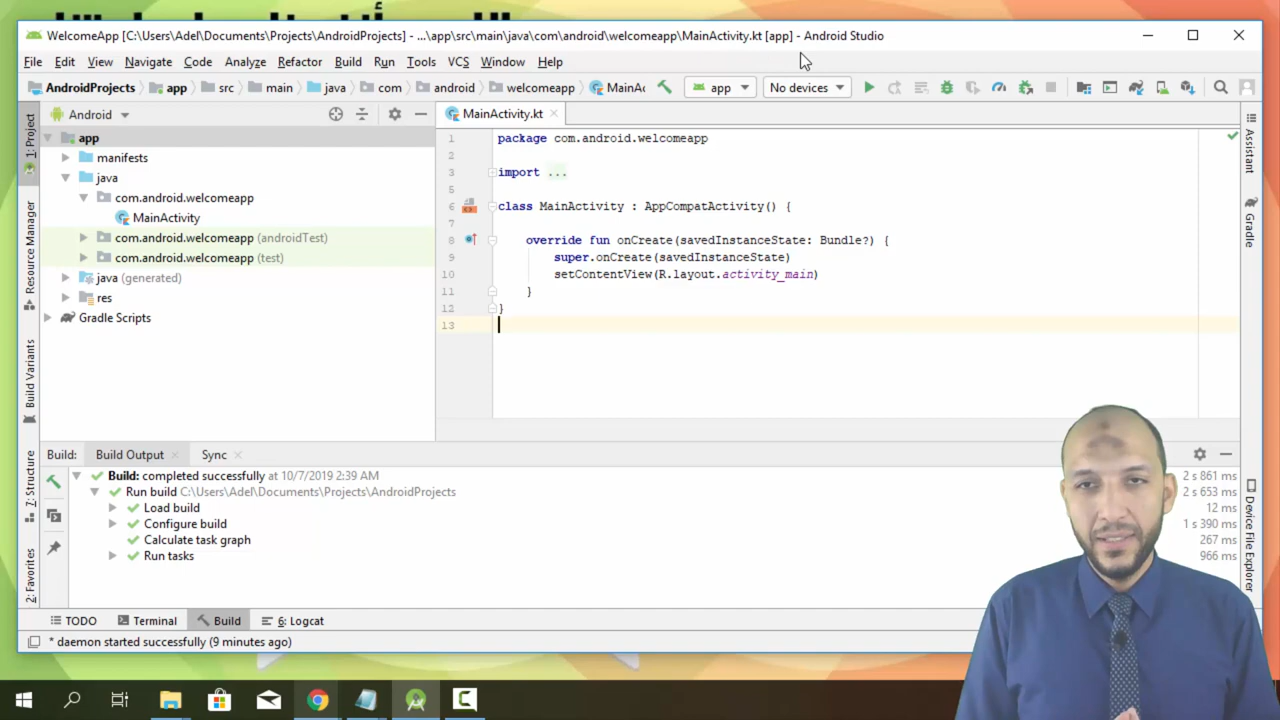 WelcomeApp [C:\Users\Adel\Documents\Projects\AndroidProjects] - ...\app\src\main\java\com\android\welcomeapp\MainActivity.kt [app] - Android Studio
File Edit View Navigate Code Analyze Refactor Build Run Tools VCS Window Help
AndroidProjects app src main java com android welcomeapp MainAc app No devices
1: Project
Resource Manager
Build Variants
7: Structure
2: Favorites
Android
app
manifests
java
com.android.welcomeapp
MainActivity
com.android.welcomeapp (androidTest)
com.android.welcomeapp (test)
java (generated)
res
Gradle Scripts
MainActivity.kt
1 package com.android.welcomeapp
2
3 import ...
5
6 class MainActivity : AppCompatActivity() {
7
8 override fun onCreate(savedInstanceState: Bundle?) {
9 super.onCreate(savedInstanceState)
10 setContentView(R.layout.activity_main)
11 }
12 }
13
Assistant
Gradle
Device File Explorer
Build: Build Output Sync
Build: completed successfully at 10/7/2019 2:39 AM 2 s 861 ms
Run build C:\Users\Adel\Documents\Projects\AndroidProjects 2 s 653 ms
Load build 12 ms
Configure build 1 s 390 ms
Calculate task graph 267 ms
Run tasks 966 ms
TODO Terminal Build 6: Logcat
* daemon started successfully (9 minutes ago)